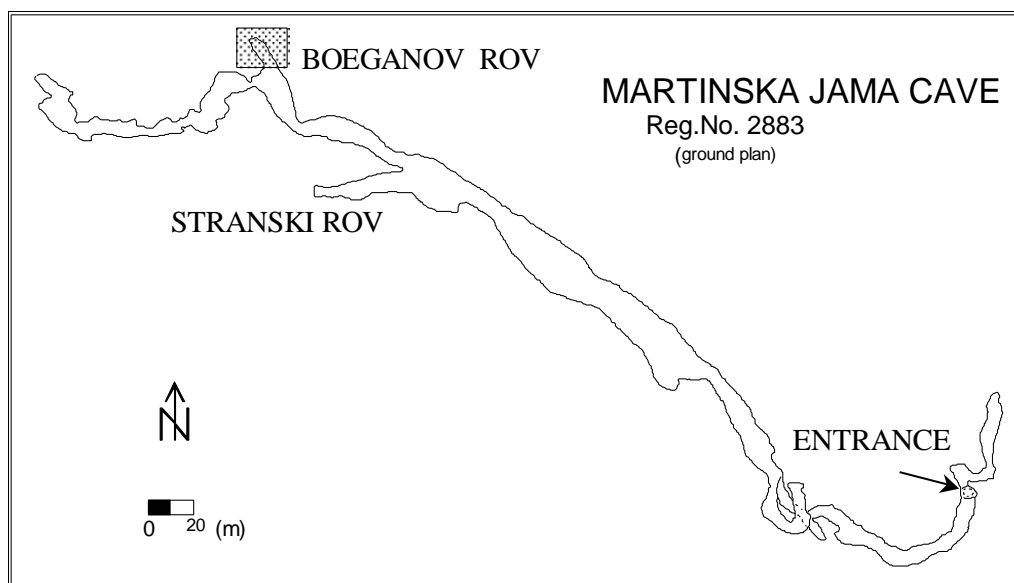 BOEGANOV ROV
MARTINSKA JAMA CAVE
Reg.No. 2883
(ground plan)
STRANSKI ROV
N
ENTRANCE
0 20 (m)